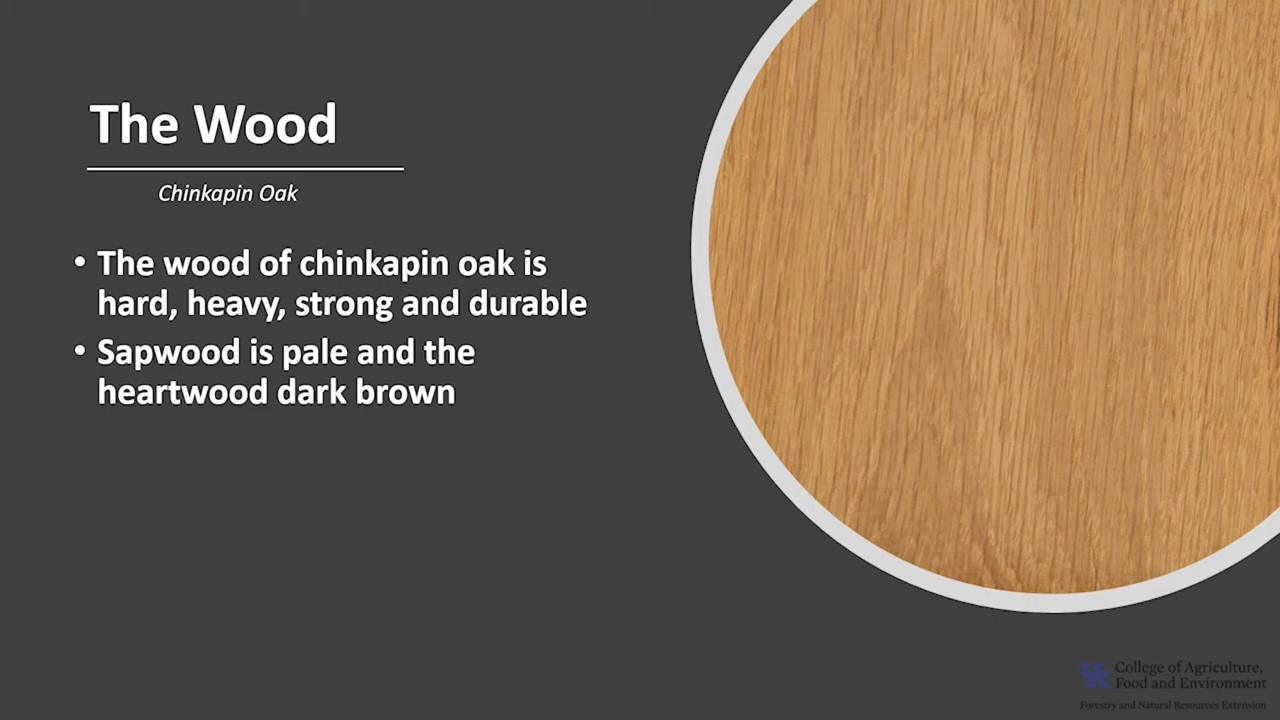 The Wood
Chinkapin Oak
• The wood of chinkapin oak is
hard, heavy, strong and durable
• Sapwood is pale and the
heartwood dark brown
UK
College of Agriculture,
Food and Environment
Forestry and Natural Resources Extension